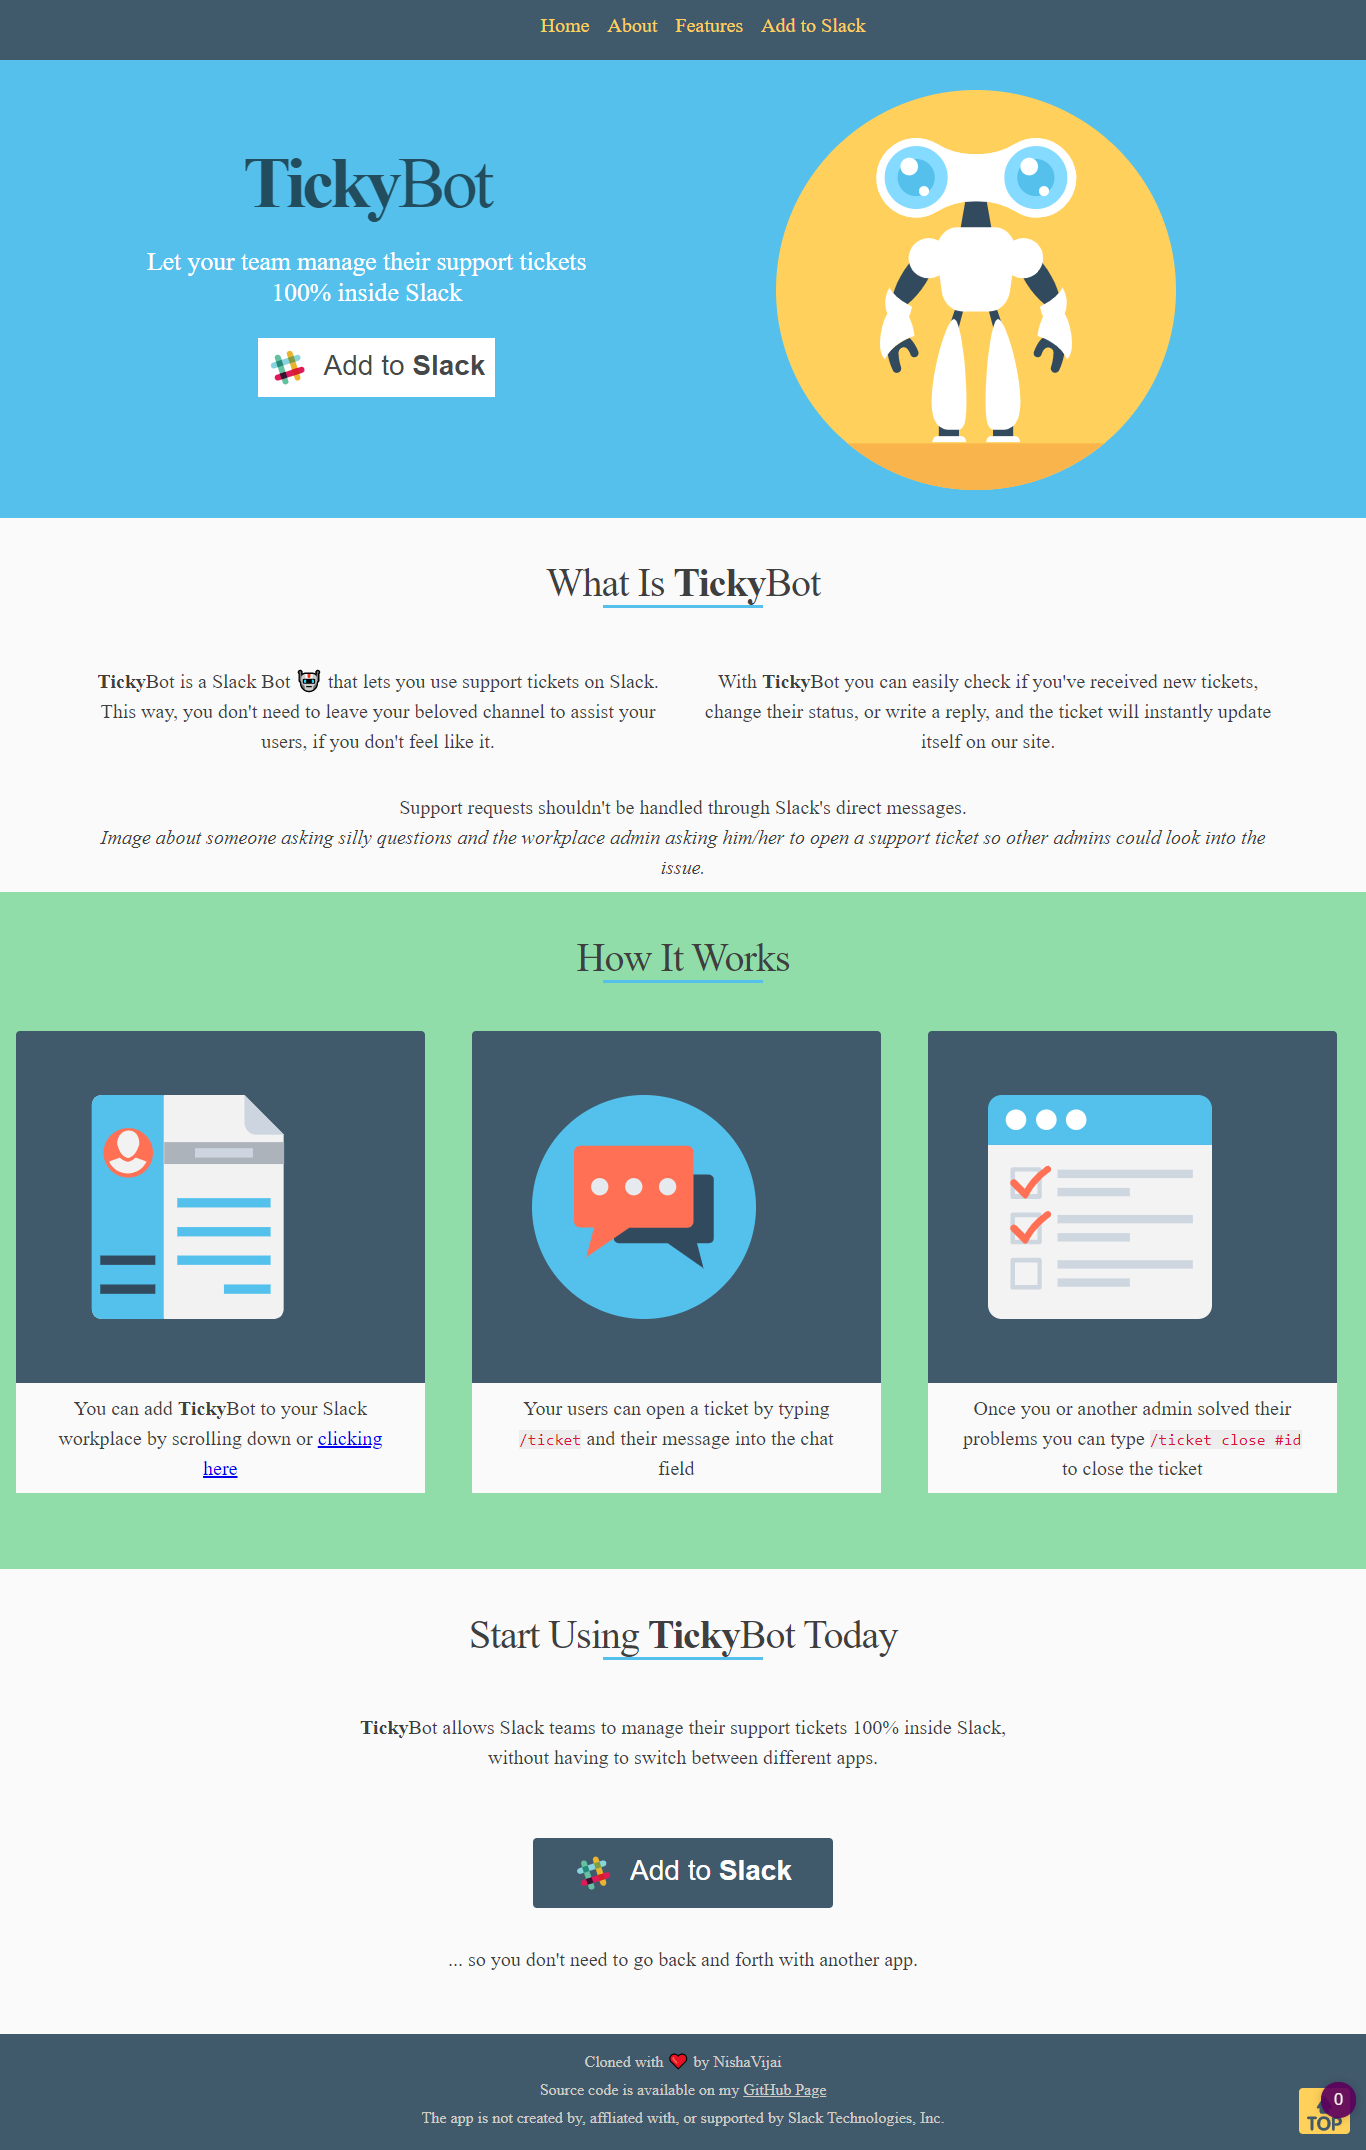 Home About Features Add to Slack
TickyBot
Let your team manage their support tickets
100% inside Slack
Add to Slack
What Is TickyBot
TickyBot is a Slack Bot that lets you use support tickets on Slack.
This way, you don't need to leave your beloved channel to assist your
users, if you don't feel like it.
With TickyBot you can easily check if you've received new tickets,
change their status, or write a reply, and the ticket will instantly update
itself on our site.
Support requests shouldn't be handled through Slack's direct messages.
Image about someone asking silly questions and the workplace admin asking him/her to open a support ticket so other admins could look into the
issue.
How It Works
You can add TickyBot to your Slack
workplace by scrolling down or clicking
here
Your users can open a ticket by typing
/ticket and their message into the chat
field
Once you or another admin solved their
problems you can type /ticket close #id
to close the ticket
Start Using TickyBot Today
TickyBot allows Slack teams to manage their support tickets 100% inside Slack,
without having to switch between different apps.
Add to Slack
... so you don't need to go back and forth with another app.
Cloned with ❤ by NishaVijai
Source code is available on my GitHub Page
The app is not created by, affliated with, or supported by Slack Technologies, Inc.
0
TOP